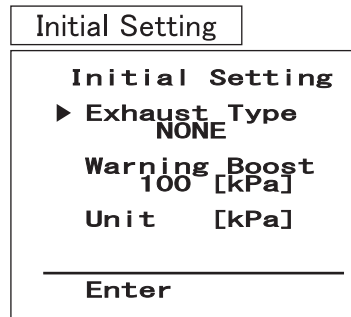 Initial Setting
Initial Setting
▶ Exhaust Type
NONE
Warning Boost
100 [kPa]
Unit [kPa]
Enter